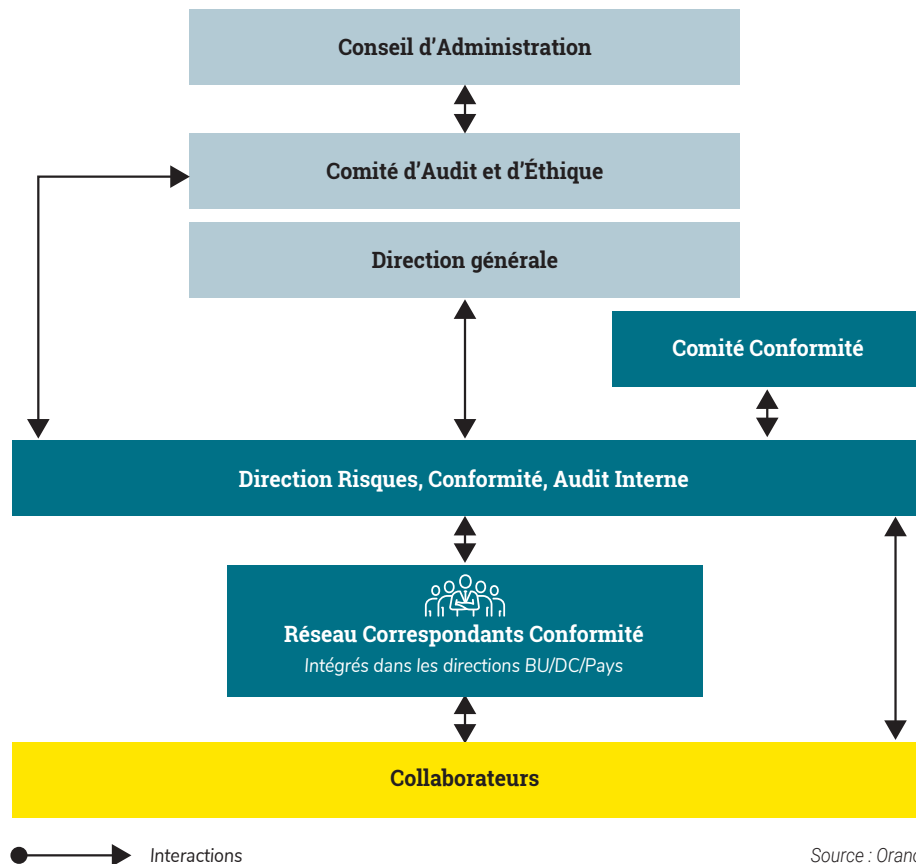 Conseil d’Administration
Comité d’Audit et d’Éthique
Direction générale
Comité Conformité
Direction Risques, Conformité, Audit Interne
Réseau Correspondants Conformité
Intégrés dans les directions BU/DC/Pays
Collaborateurs
Interactions
Source :